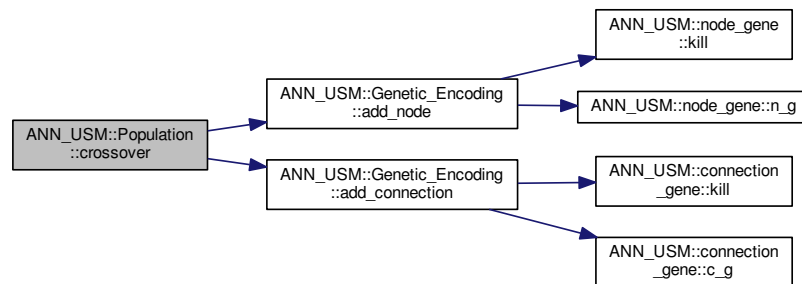 ANN_USM::Population
::crossover
ANN_USM::Genetic_Encoding
::add_node
ANN_USM::Genetic_Encoding
::add_connection
ANN_USM::node_gene
::kill
ANN_USM::node_gene::n_g
ANN_USM::connection
_gene::kill
ANN_USM::connection
_gene::c_g